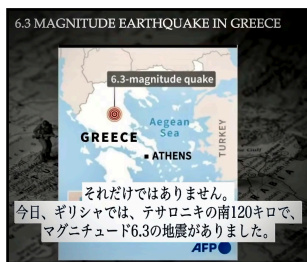 6.3 MAGNITUDE EARTHQUAKE IN GREECE
6.3-magnitude quake
Aegean
Sea
GREECE
TURKEY
ATHENS
それだけではありません。
今日、ギリシャでは、テサロニキの南120キロで、
マグニチュード6.3の地震がありました。
AFP